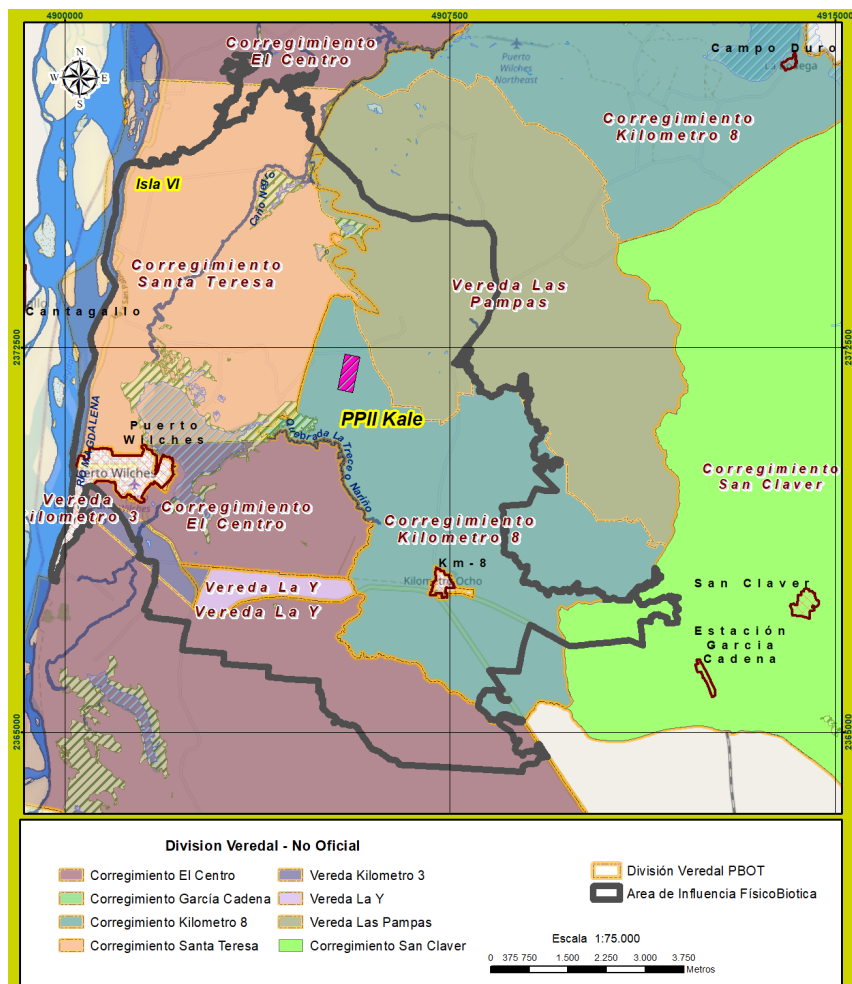 4900000
4907500
4915000
Corregimiento
El Centro
Puerto
Wilches
Northeast
Campo Duro
N
W E
S
Corregimiento
Kilometro 8
Isla VI
Caño Negro
Corregimiento
Santa Teresa
Vereda Las
Pampas
Cantagallo
2372500
2372500
PPII Kale
RÍO MAGDALENA
Puerto
Wilches
Quebrada La Trece o Nariño
erto Wilches
Corregimiento
San Claver
Vereda
ilometro 3
Corregimiento
El Centro
Corregimiento
Kilometro 8
Km-8
Kilometro Ocho
San Claver
Vereda La Y
Vereda La Y
Estación
Garcia
Cadena
2365000
2365000
Division Veredal - No Oficial
Corregimiento El Centro
Corregimiento García Cadena
Corregimiento Kilometro 8
Corregimiento Santa Teresa
Vereda Kilometro 3
Vereda La Y
Vereda Las Pampas
Corregimiento San Claver
División Veredal PBOT
Area de Influencia FísicoBiotica
Escala 1:75.000
0 375 750 1.500 2.250 3.000 3.750
Metros